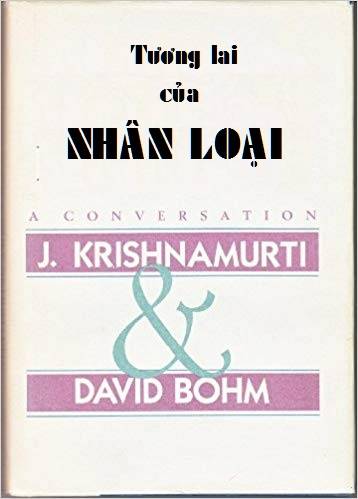 Tương lai
của
NHÂN LOẠI
A CONVERSATION
J. KRISHNAMURTI
&
DAVID BOHM